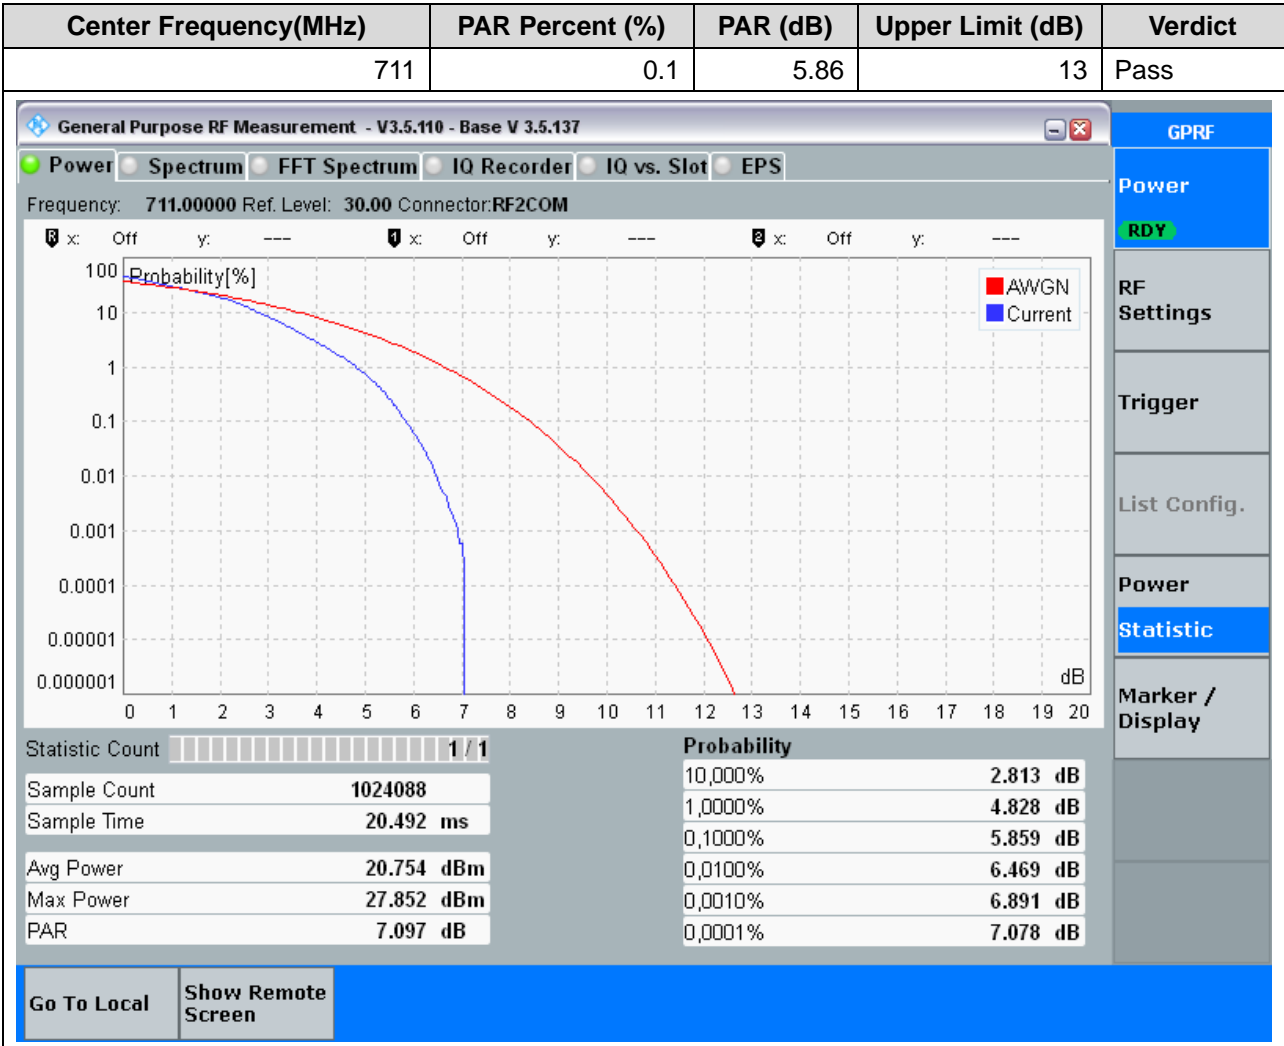 Center Frequency(MHz) PAR Percent (%) PAR (dB) Upper Limit (dB) Verdict
711 0.1 5.86 13 Pass
General Purpose RF Measurement - V3.5.110 - Base V 3.5.137
GPRF
Power Spectrum FFT Spectrum IQ Recorder IQ vs. Slot EPS
Frequency: 711.00000 Ref. Level: 30.00 Connector:RF2COM
R x: Off y: --- 1 x: Off y: --- 2 x: Off y: ---
Probability[%]
AWGN
Current
100
10
1
0.1
0.01
0.001
0.0001
0.00001
0.000001
dB
0 1 2 3 4 5 6 7 8 9 10 11 12 13 14 15 16 17 18 19 20
Statistic Count 1 / 1
Sample Count 1024088
Sample Time 20.492 ms
Avg Power 20.754 dBm
Max Power 27.852 dBm
PAR 7.097 dB
Probability
10,000% 2.813 dB
1,0000% 4.828 dB
0,1000% 5.859 dB
0,0100% 6.469 dB
0,0010% 6.891 dB
0,0001% 7.078 dB
Power
RDY
RF
Settings
Trigger
List Config.
Power
Statistic
Marker /
Display
Go To Local
Show Remote
Screen